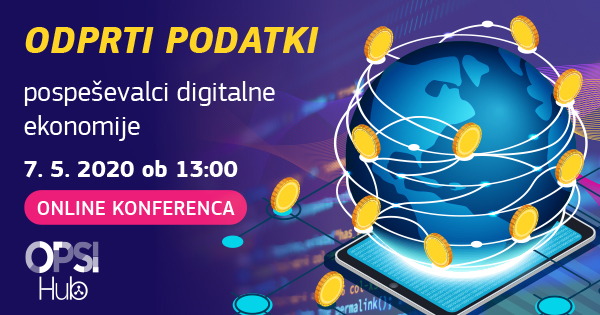 ODPRTI PODATKI
pospeševalci digitalne
ekonomije
7. 5. 2020 ob 13:00
ONLINE KONFERENCA
OPSI
Hub